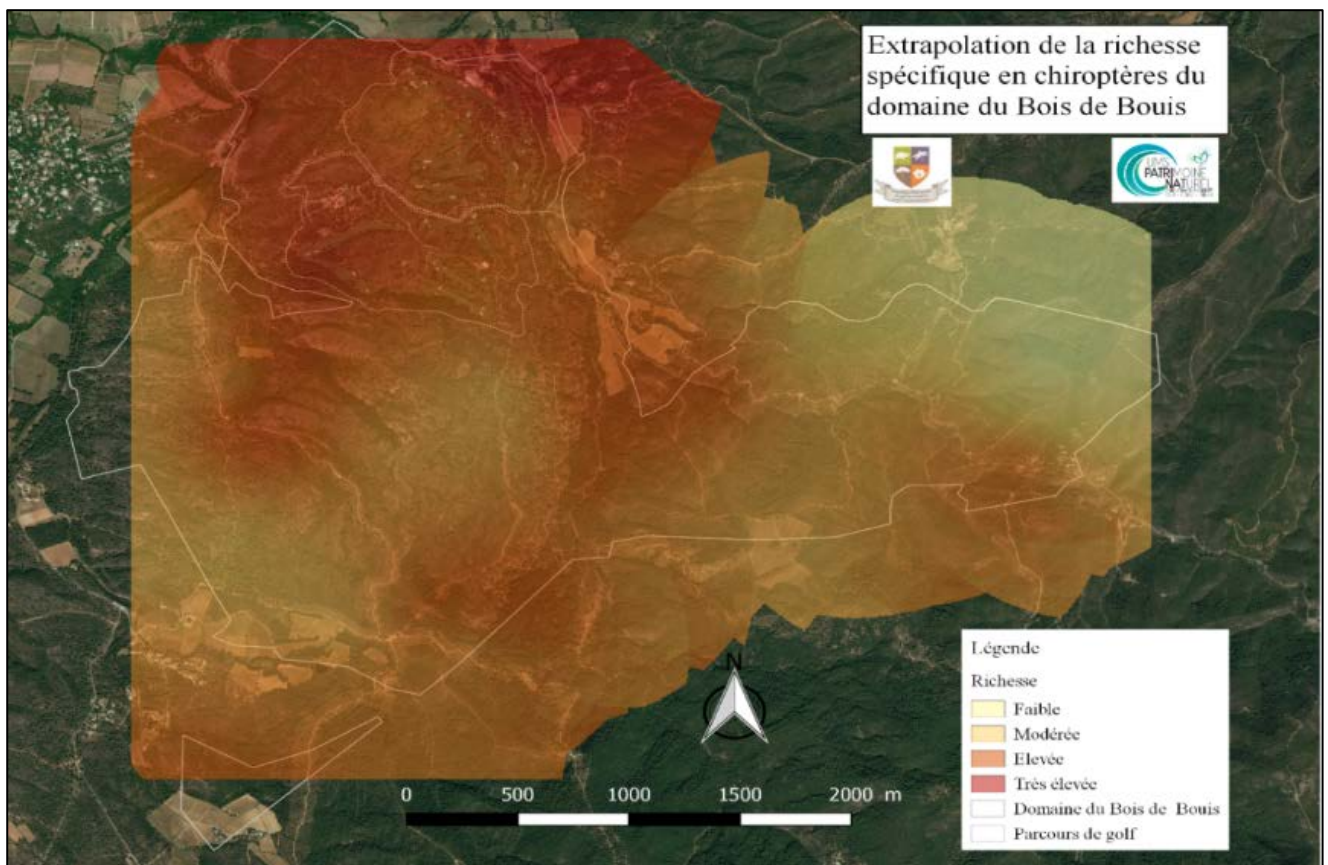 Extrapolation de la richesse
spécifique en chiroptères du
domaine du Bois de Bouis
UMS
PATRIMOINE
NATUREL
N
0 500 1000 1500 2000 m
Légende
Richesse
Faible
Modérée
Elevée
Très élevée
Domaine du Bois de Bouis
Parcours de golf